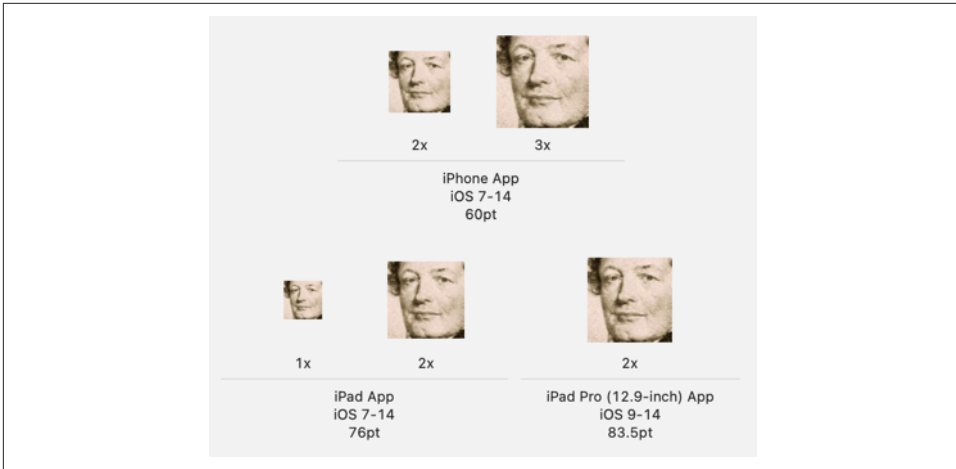 2x 3x
iPhone App
iOS 7-14
60pt
1x 2x 2x
iPad App iPad Pro (12.9-inch) App
iOS 7-14 iOS 9-14
76pt 83.5pt